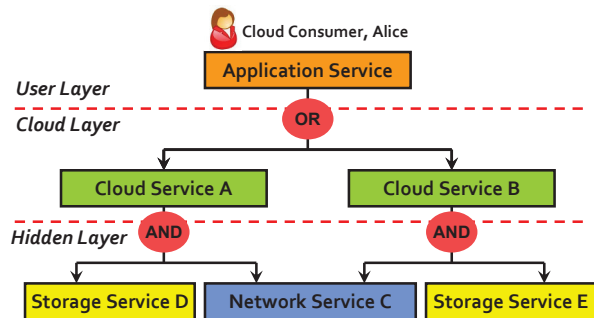 Cloud Consumer, Alice
Application Service
User Layer
Cloud Layer
OR
Cloud Service A
Cloud Service B
Hidden Layer
AND
AND
Storage Service D
Network Service C
Storage Service E